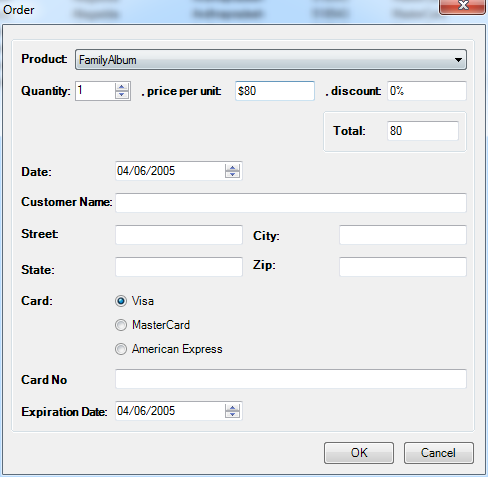 Order
Product: FamilyAlbum
Quantity: 1 , price per unit: $80 , discount: 0%
Total: 80
Date: 04/06/2005
Customer Name:
Street: City:
State: Zip:
Card: Visa
MasterCard
American Express
Card No
Expiration Date: 04/06/2005
OK Cancel